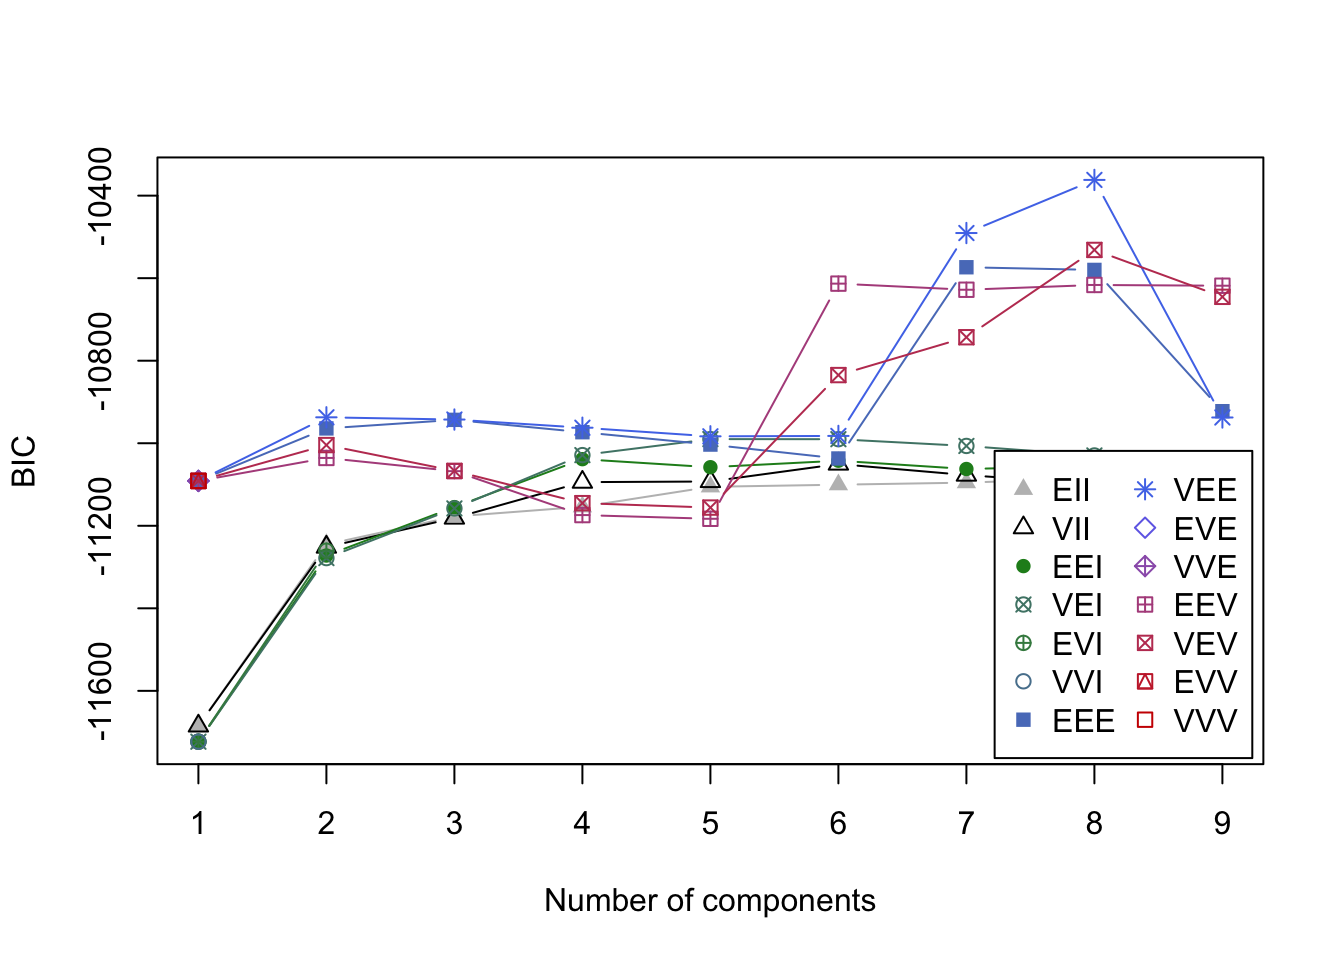 -10400
-10800
-11200
-11600
BIC
1 2 3 4 5 6 7 8 9
Number of components
EII VEE
VII EVE
EEI VVE
VEI EEV
EVI VEV
VVI EVV
EEE VVV